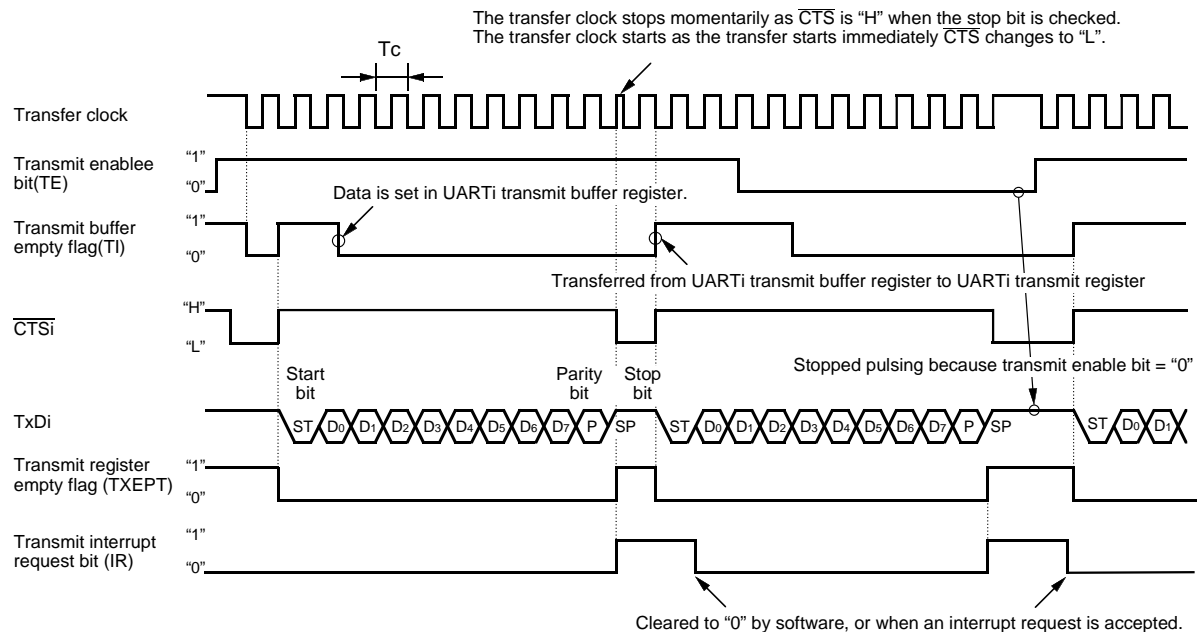 The transfer clock stops momentarily as CTS is “H” when the stop bit is checked.
The transfer clock starts as the transfer starts immediately CTS changes to “L”.
Tc
Transfer clock
Transmit enablee
bit(TE)
“1”
“0”
Data is set in UARTi transmit buffer register.
Transmit buffer
empty flag(TI)
“1”
“0”
Transferred from UARTi transmit buffer register to UARTi transmit register
CTSi
“H”
“L”
Stopped pulsing because transmit enable bit = “0”
Start
bit
Parity
bit
Stop
bit
TxDi
ST D0 D1 D2 D3 D4 D5 D6 D7 P SP ST D0 D1 D2 D3 D4 D5 D6 D7 P SP ST D0 D1
Transmit register
empty flag (TXEPT)
“1”
“0”
Transmit interrupt
request bit (IR)
“1”
“0”
Cleared to “0” by software, or when an interrupt request is accepted.